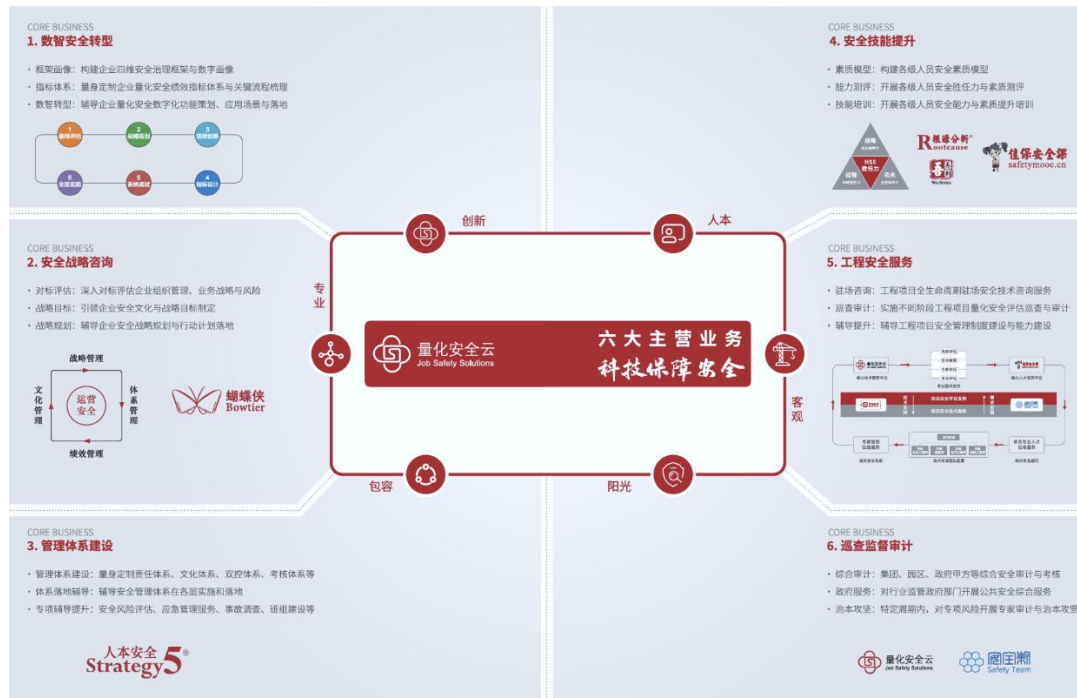 CORE BUSINESS
1. 数智安全转型
• 框架画像：构建企业四维安全治理框架与数字画像
• 指标体系：量身定制企业量化安全绩效指标体系与关键流程梳理
• 数智转型：辅导企业量化安全数字化功能策划、应用场景与落地
1
2
3
6
5
4
CORE BUSINESS
2. 安全战略咨询
• 对标评估：深入对标评估企业组织管理、业务战略与风险
• 战略目标：引领企业安全文化与战略目标制定
• 战略规划：辅导企业安全战略规划与行动计划落地
战略管理
文化管理
运营
安全
体系管理
绩效管理
蝴蝶侠
Bowtier
CORE BUSINESS
3. 管理体系建设
• 管理体系建设：量身定制责任体系、文化体系、双控体系、考核体系等
• 体系落地辅导：辅导安全管理体系在各层实施和落地
• 专项辅导提升：安全风险评估、应急管理服务、事故调查、班组建设等
人本安全
Strategy5®
创新
人本
专业
客观
包容
阳光
量化安全云
Job Safety Solutions
六大主营业务
科技保障安全
CORE BUSINESS
4. 安全技能提升
• 素质模型：构建各级人员安全素质模型
• 能力测评：开展各级人员安全胜任力与素质测评
• 技能培训：开展各级人员安全能力与素质提升培训
战略
HSE
胜任力
过程
功夫
根源分析®
Rootcause
佳保安全课
safetymooc.cn
CORE BUSINESS
5. 工程安全服务
• 驻场咨询：工程项目全生命周期驻场安全技术咨询服务
• 巡查审计：实施不同阶段工程项目量化安全评估巡查与审计
• 辅导提升：辅导工程项目安全管理制度建设与能力建设
CORE BUSINESS
6. 巡查监督审计
• 综合审计：集团、园区、政府甲方等综合安全审计与考核
• 政府服务：对行业监管政府部门开展公共安全综合服务
• 治本攻坚：特定周期内，对专项风险开展专家审计与治本攻坚
量化安全云
Job Safety Solutions
Safety Team